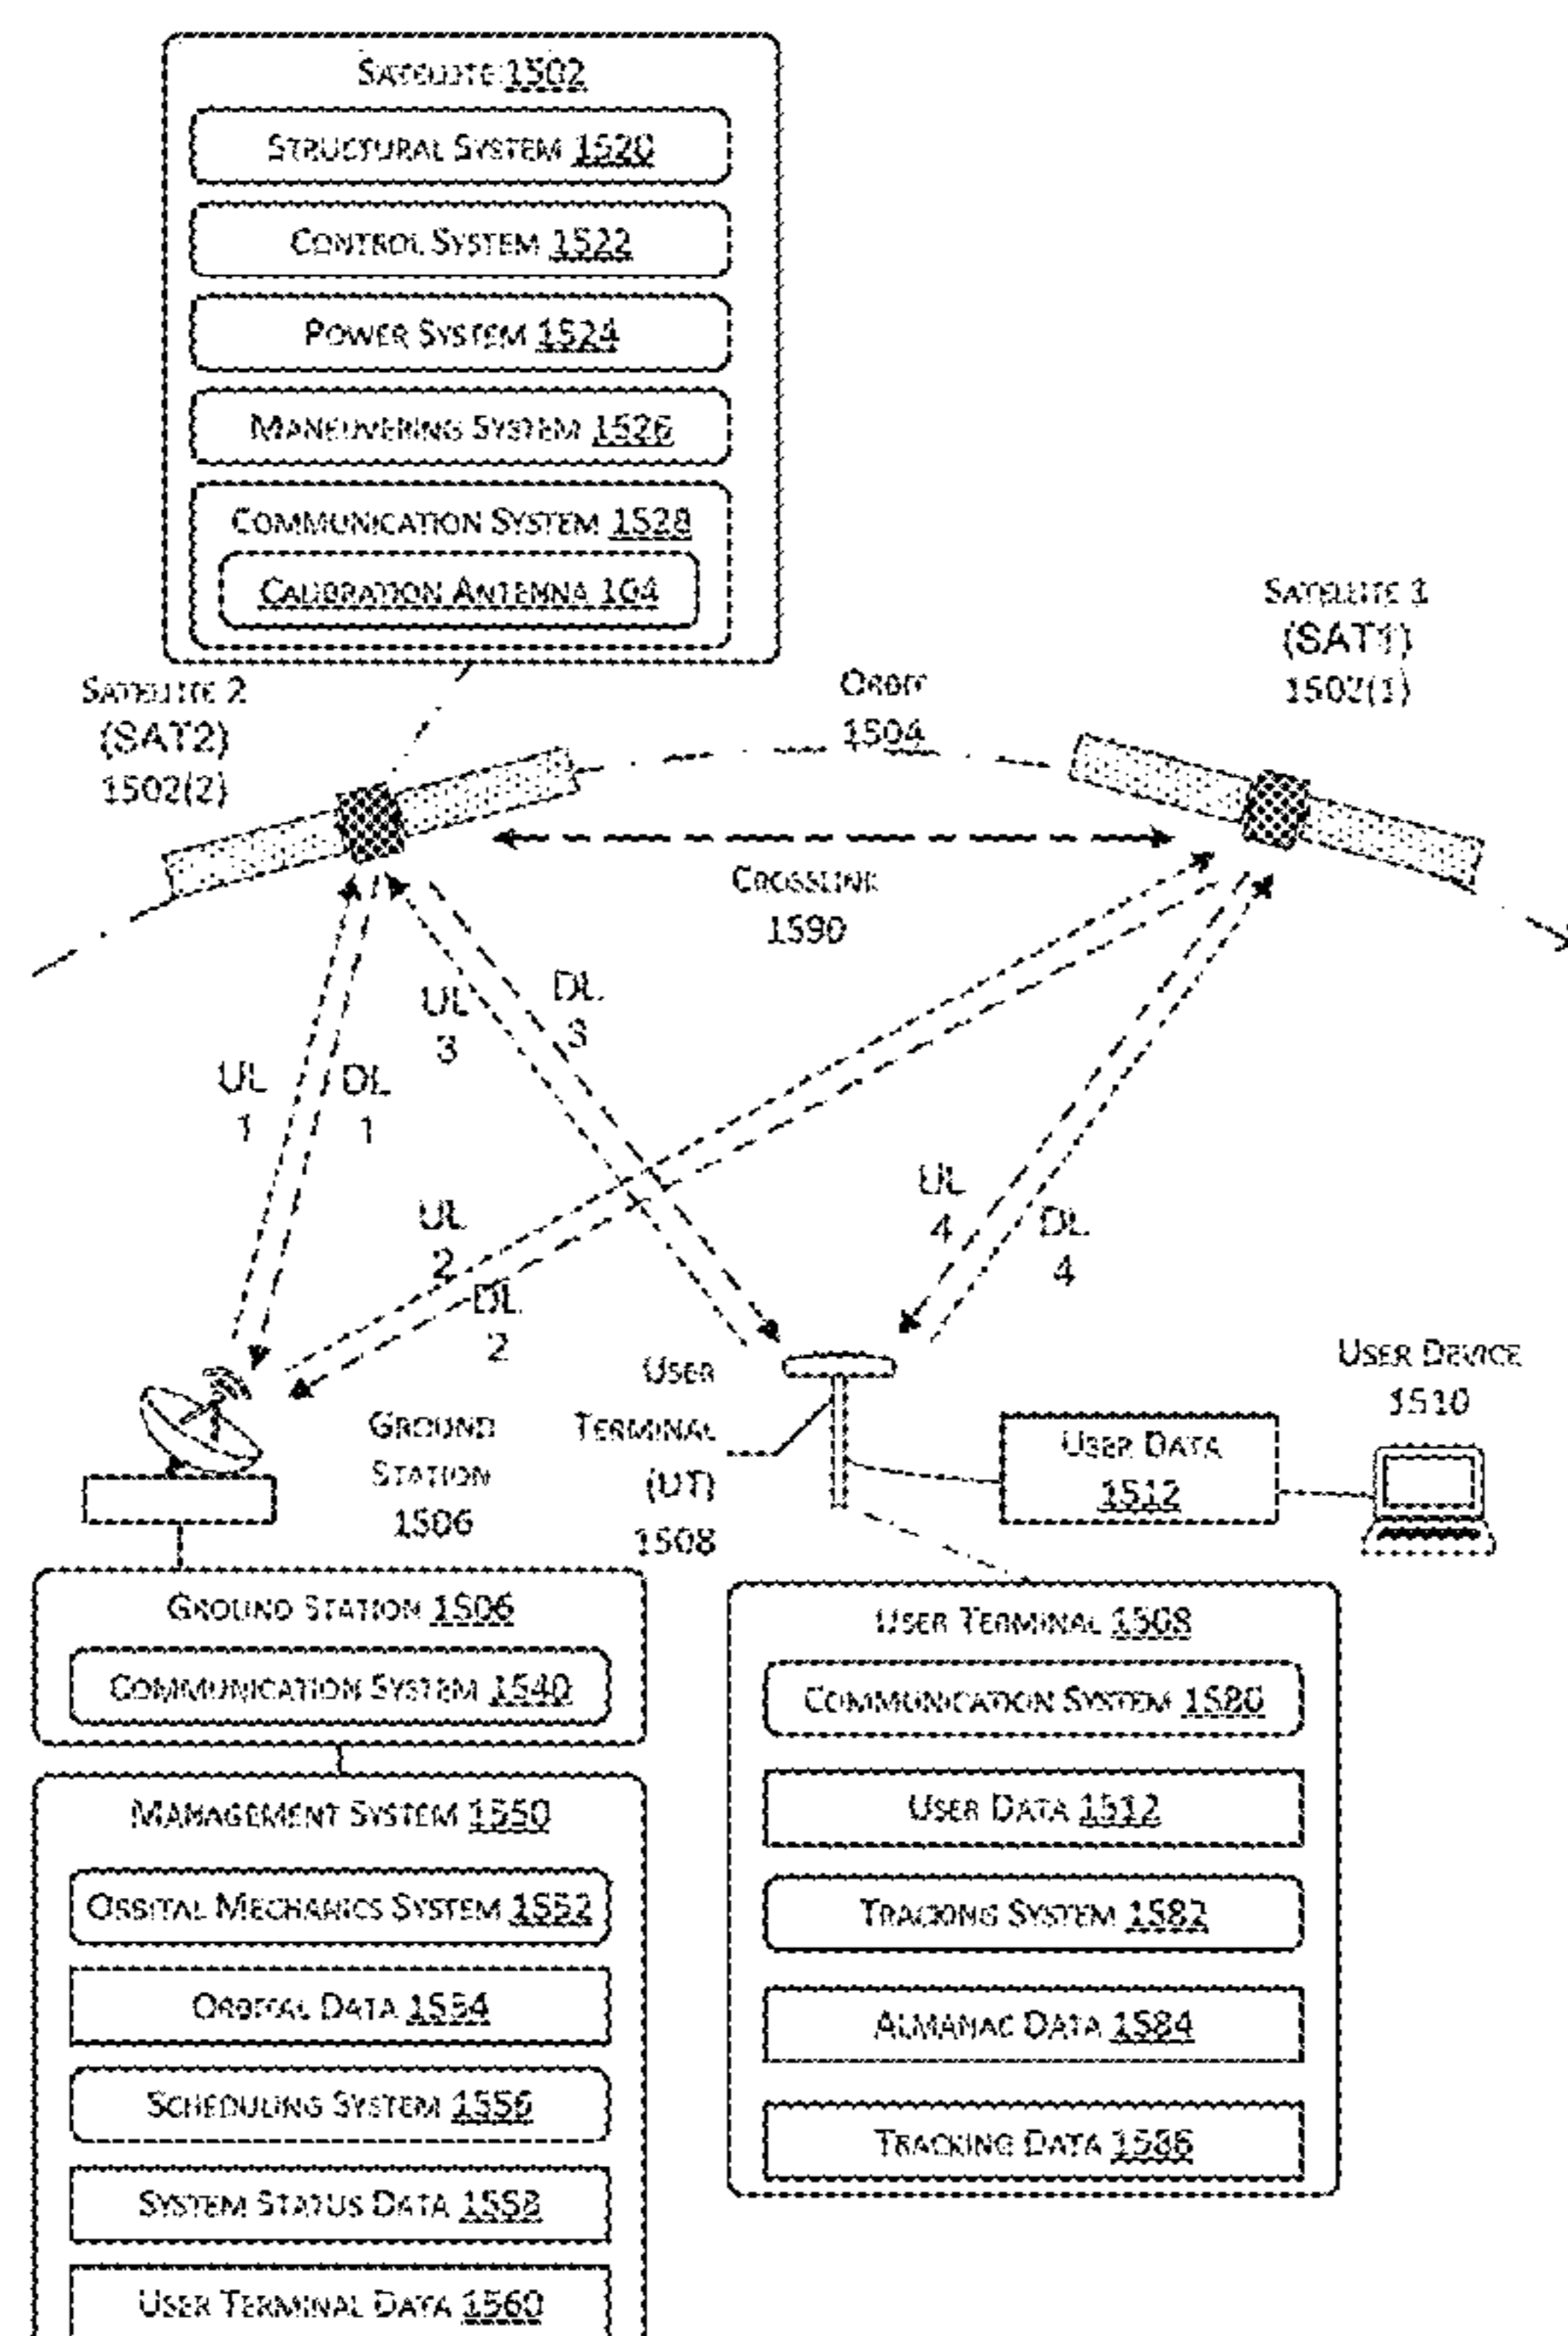 SATELLITE 1502
STRUCTURAL SYSTEM 1520
CONTROL SYSTEM 1522
POWER SYSTEM 1524
MANEUVERING SYSTEM 1526
COMMUNICATION SYSTEM 1528
CALIBRATION ANTENNA 104
SATELLITE 1
(SAT1)
1502(1)
SATELLITE 2
(SAT2)
1502(2)
ORBIT
1504
CROSSLINK
1590
UL
3
DL
3
UL
1
DL
1
UL
2
DL
2
UL
4
DL
4
GROUND
STATION
1506
USER
TERMINAL
(UT)
1508
USER DATA
1512
USER DEVICE
1510
GROUND STATION 1506
COMMUNICATION SYSTEM 1540
MANAGEMENT SYSTEM 1550
ORBITAL MECHANICS SYSTEM 1552
ORBITAL DATA 1554
SCHEDULING SYSTEM 1556
SYSTEM STATUS DATA 1558
USER TERMINAL DATA 1560
USER TERMINAL 1508
COMMUNICATION SYSTEM 1580
USER DATA 1512
TRACKING SYSTEM 1582
ALMANAC DATA 1584
TRACKING DATA 1586